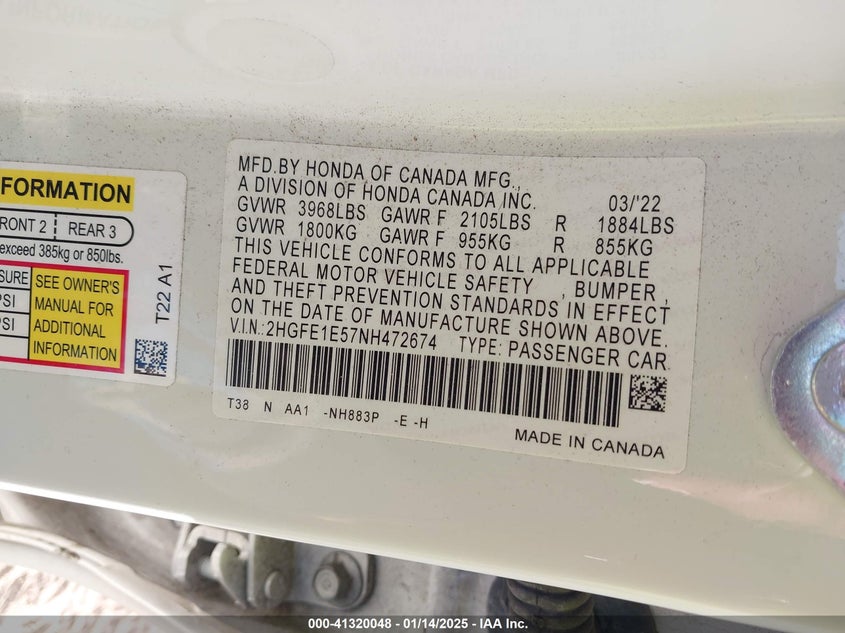 FORMATION
FRONT 2 REAR 3
exceed 385kg or 850lbs.
SURE SEE OWNER'S
PSI MANUAL FOR
PSI ADDITIONAL
INFORMATION
T22 A1
MFD.BY HONDA OF CANADA MFG.,
A DIVISION OF HONDA CANADA INC. 03/'22
GVWR 3968LBS GAWR F 2105LBS R 1884LBS
GVWR 1800KG GAWR F 955KG R 855KG
THIS VEHICLE CONFORMS TO ALL APPLICABLE
FEDERAL MOTOR VEHICLE SAFETY , BUMPER ,
AND THEFT PREVENTION STANDARDS IN EFFECT
ON THE DATE OF MANUFACTURE SHOWN ABOVE.
V.I.N.:2HGFE1E57NH472674 TYPE: PASSENGER CAR
T38 N AA1 -NH883P -E -H
MADE IN CANADA
000-41320048 - 01/14/2025 - IAA Inc.